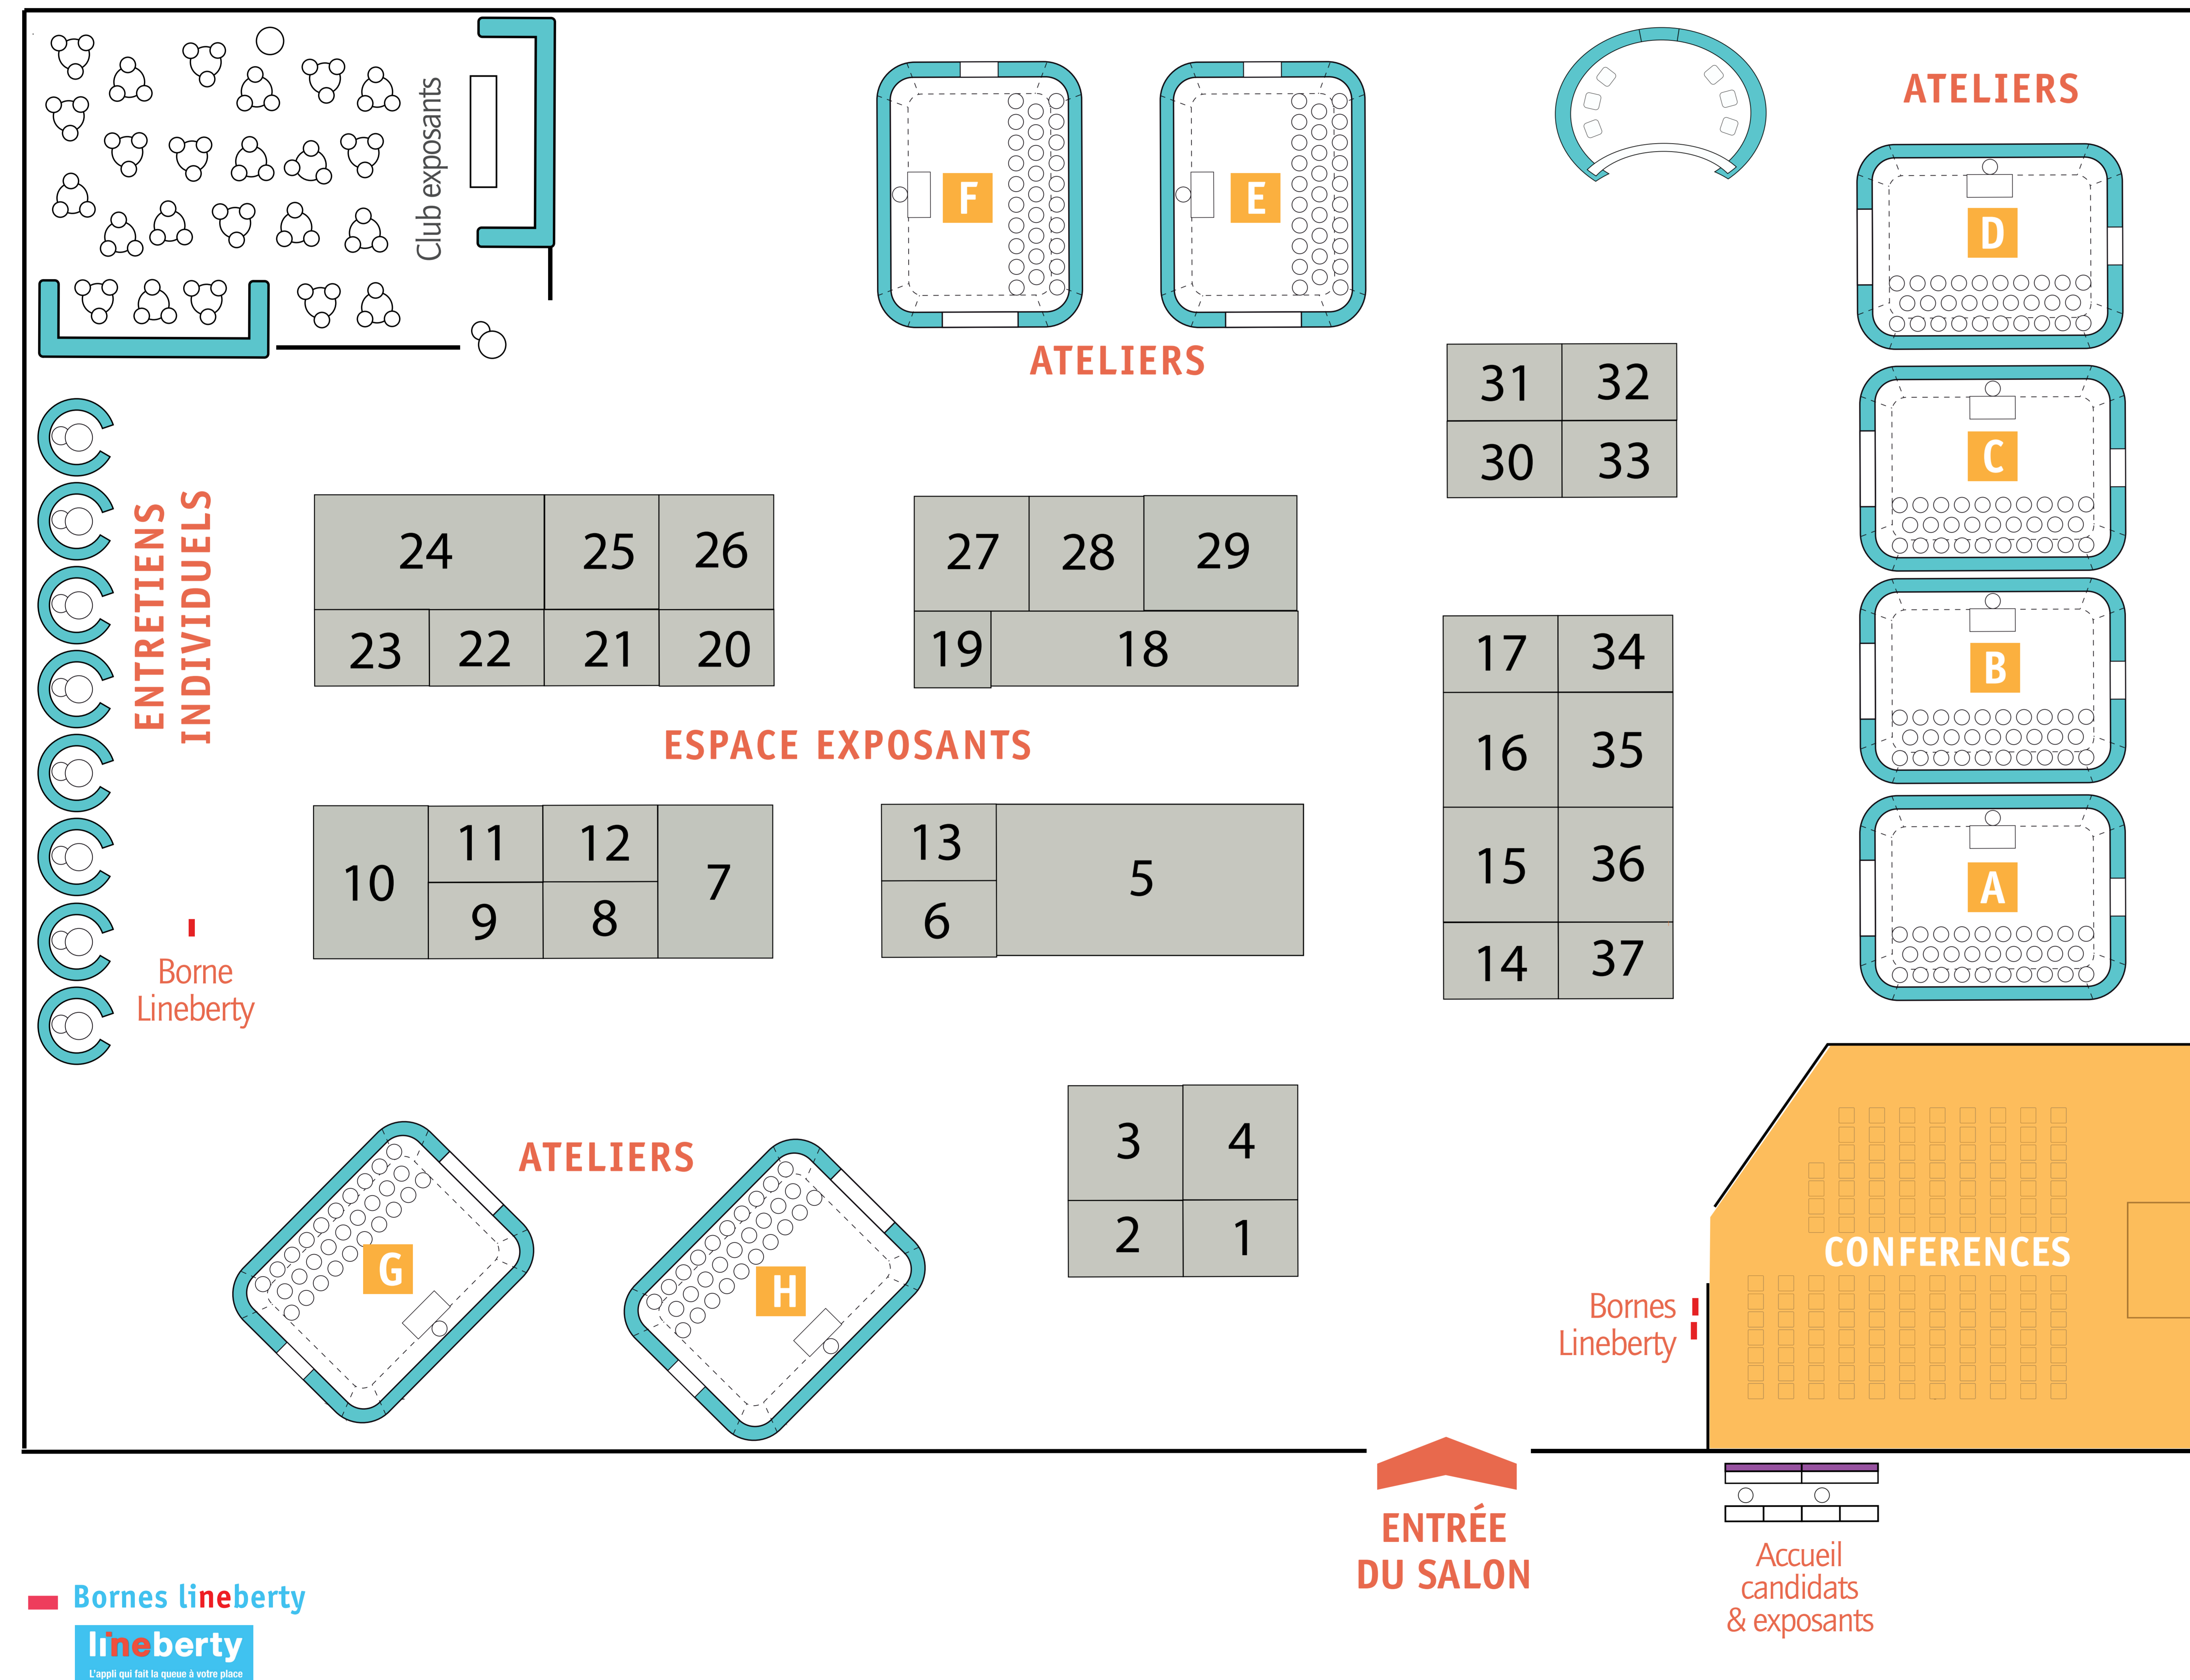 ATELIERS
Club exposants
F
E
D
ATELIERS
31
32
30
33
C
ENTRETIENS
INDIVIDUELS
24
25
26
27
28
29
23
22
21
20
19
18
17
34
B
ESPACE EXPOSANTS
16
35
10
11
12
7
9
8
13
6
5
15
36
A
14
37
Borne
Lineberty
ATELIERS
3
4
2
1
G
H
CONFERENCES
Bornes
Lineberty
ENTRÉE
DU SALON
Accueil
candidats
& exposants
Bornes lineberty
lineberty
L'appli qui fait la queue à votre place